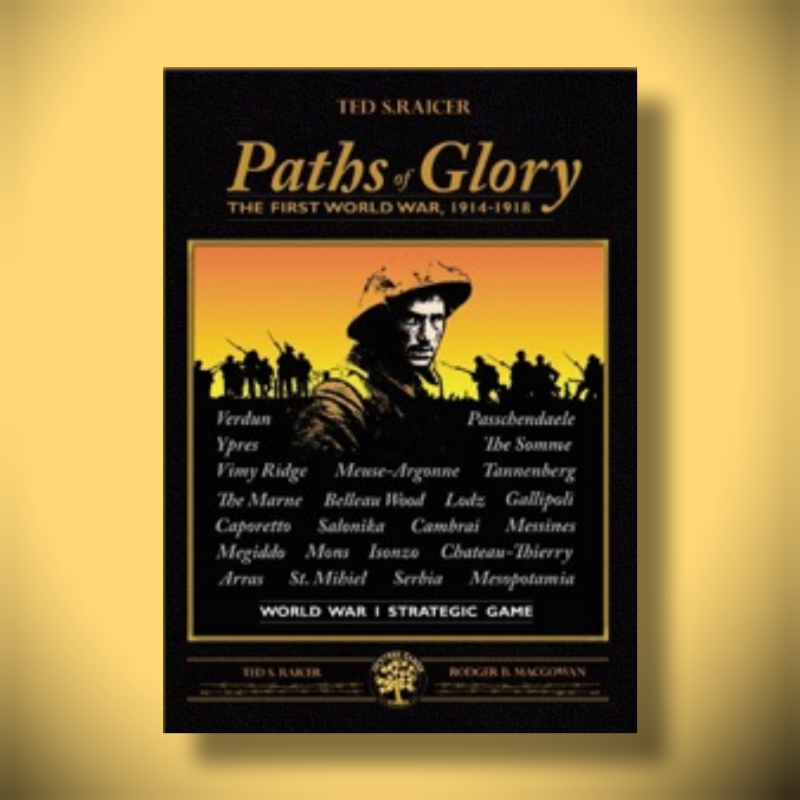 TED S.RAICER
Paths of Glory
THE FIRST WORLD WAR, 1914-1918
Verdun Passchendaele
Ypres The Somme
Vimy Ridge Meuse-Argonne Tannenberg
The Marne Belleau Wood Lodz Gallipoli
Caporetto Salonika Cambrai Messines
Megiddo Mons Isonzo Chateau-Thierry
Arras St. Mihiel Serbia Mesopotamia
WORLD WAR I STRATEGIC GAME
TED S. RAICER RODGER B. MACGOWAN